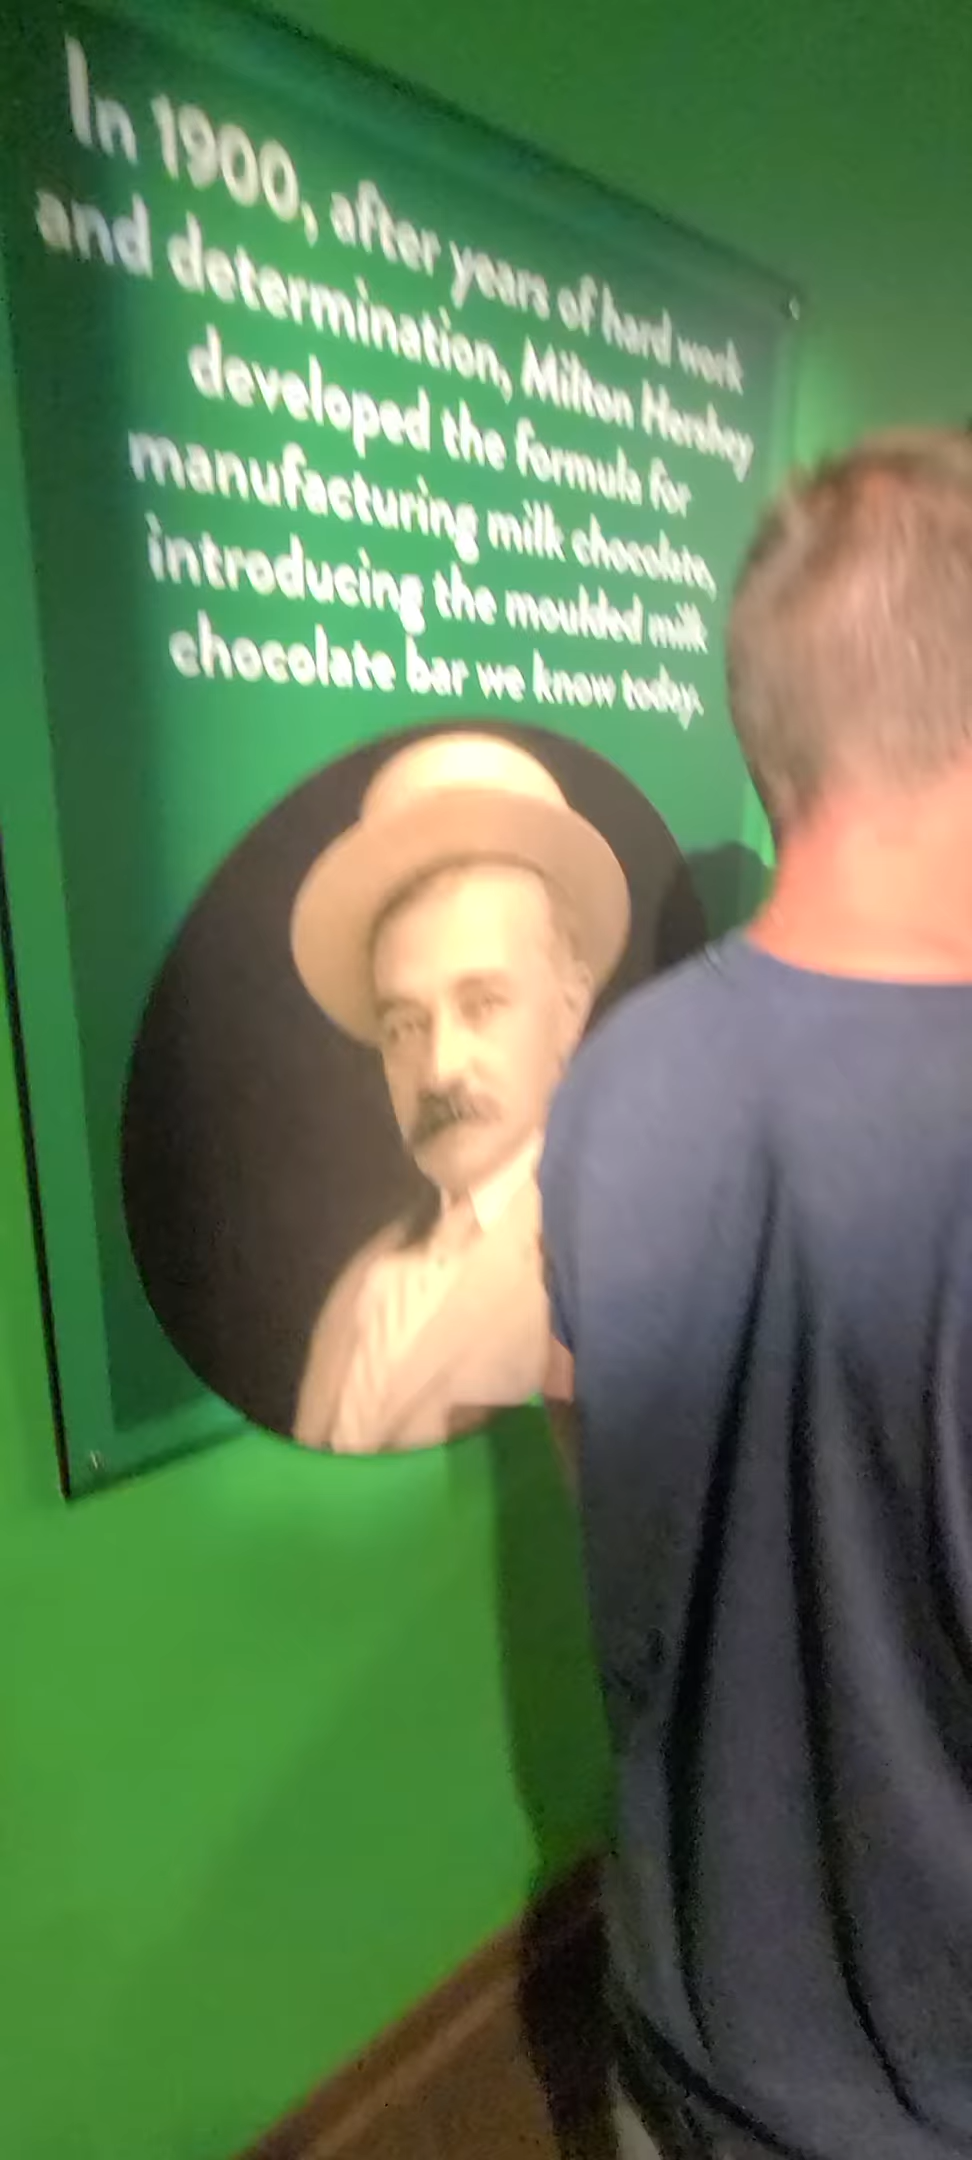 In 1900, after years of hard work
and determination, Milton Hershey
developed the formula for
manufacturing milk chocolate,
introducing the moulded milk
chocolate bar we know today.